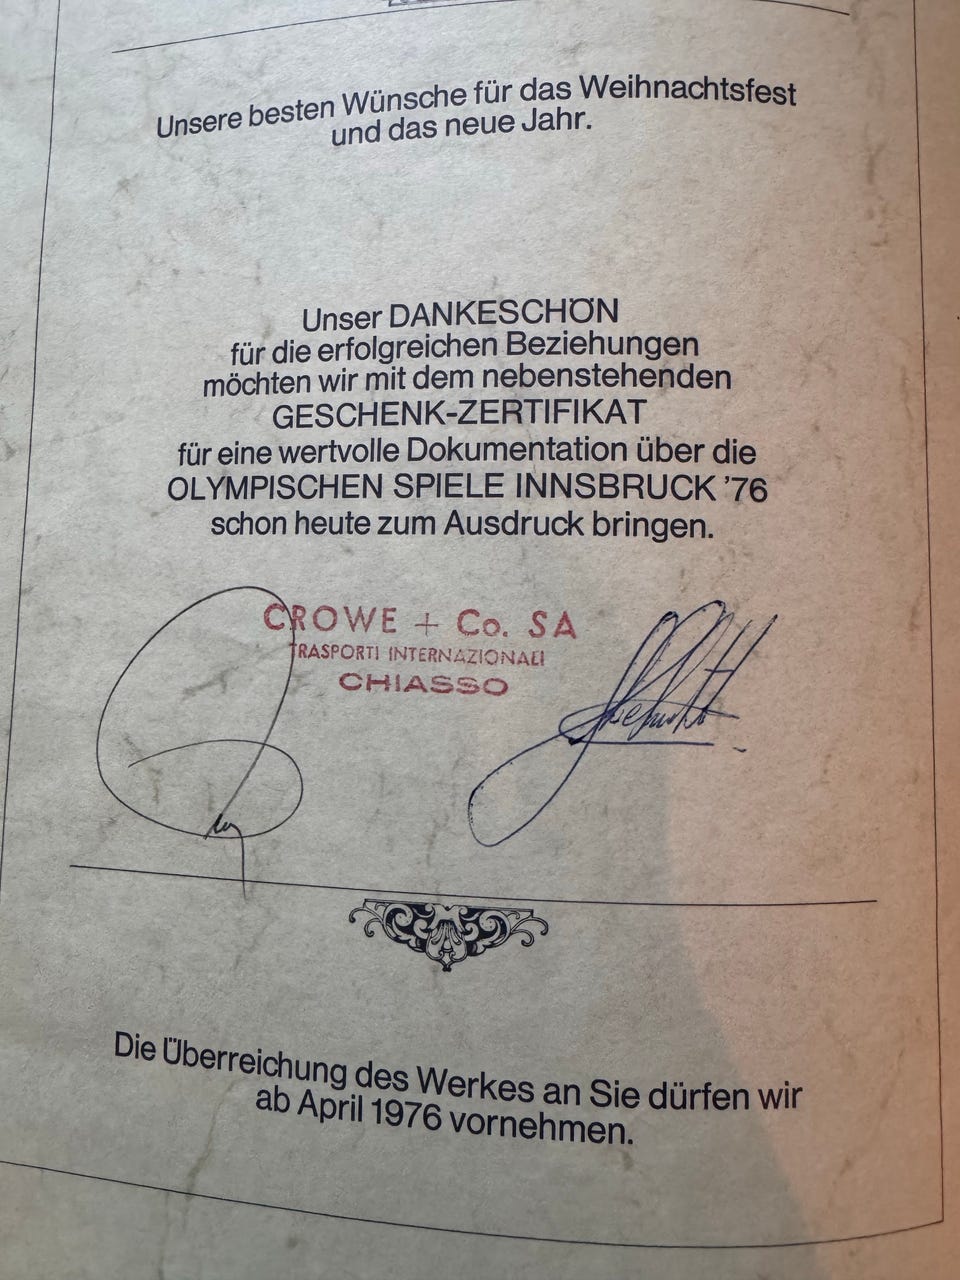 Unsere besten Wünsche für das Weihnachtsfest
und das neue Jahr.
Unser DANKESCHÖN
für die erfolgreichen Beziehungen
möchten wir mit dem nebenstehenden
GESCHENK-ZERTIFIKAT
für eine wertvolle Dokumentation über die
OLYMPISCHEN SPIELE INNSBRUCK '76
schon heute zum Ausdruck bringen.
CROWE + Co. SA
TRASPORTI INTERNAZIONALI
CHIASSO
Die Überreichung des Werkes an Sie dürfen wir
ab April 1976 vornehmen.